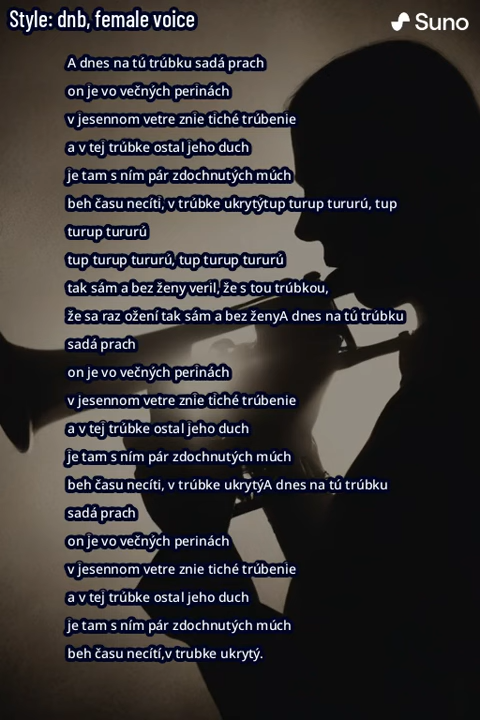 Style: dnb, female voice
Suno
A dnes na tú trúbku sadá prach
on je vo večných perinách
v jesennom vetre znie tiché trúbenie
a v tej trúbke ostal jeho duch
je tam s ním pár zdochnutých múch
beh času necíti, v trúbke ukrytýtup turup tururú, tup
turup tururú
tup turup tururú, tup turup tururú
tak sám a bez ženy veril, že s tou trúbkou,
že sa raz ožení tak sám a bez ženyA dnes na tú trúbku
sadá prach
on je vo večných perinách
v jesennom vetre znie tiché trúbenie
a v tej trúbke ostal jeho duch
je tam s ním pár zdochnutých múch
beh času necíti, v trúbke ukrytýA dnes na tú trúbku
sadá prach
on je vo večných perinách
v jesennom vetre znie tiché trúbenie
a v tej trúbke ostal jeho duch
je tam s ním pár zdochnutých múch
beh času necítí,v trubke ukrytý.